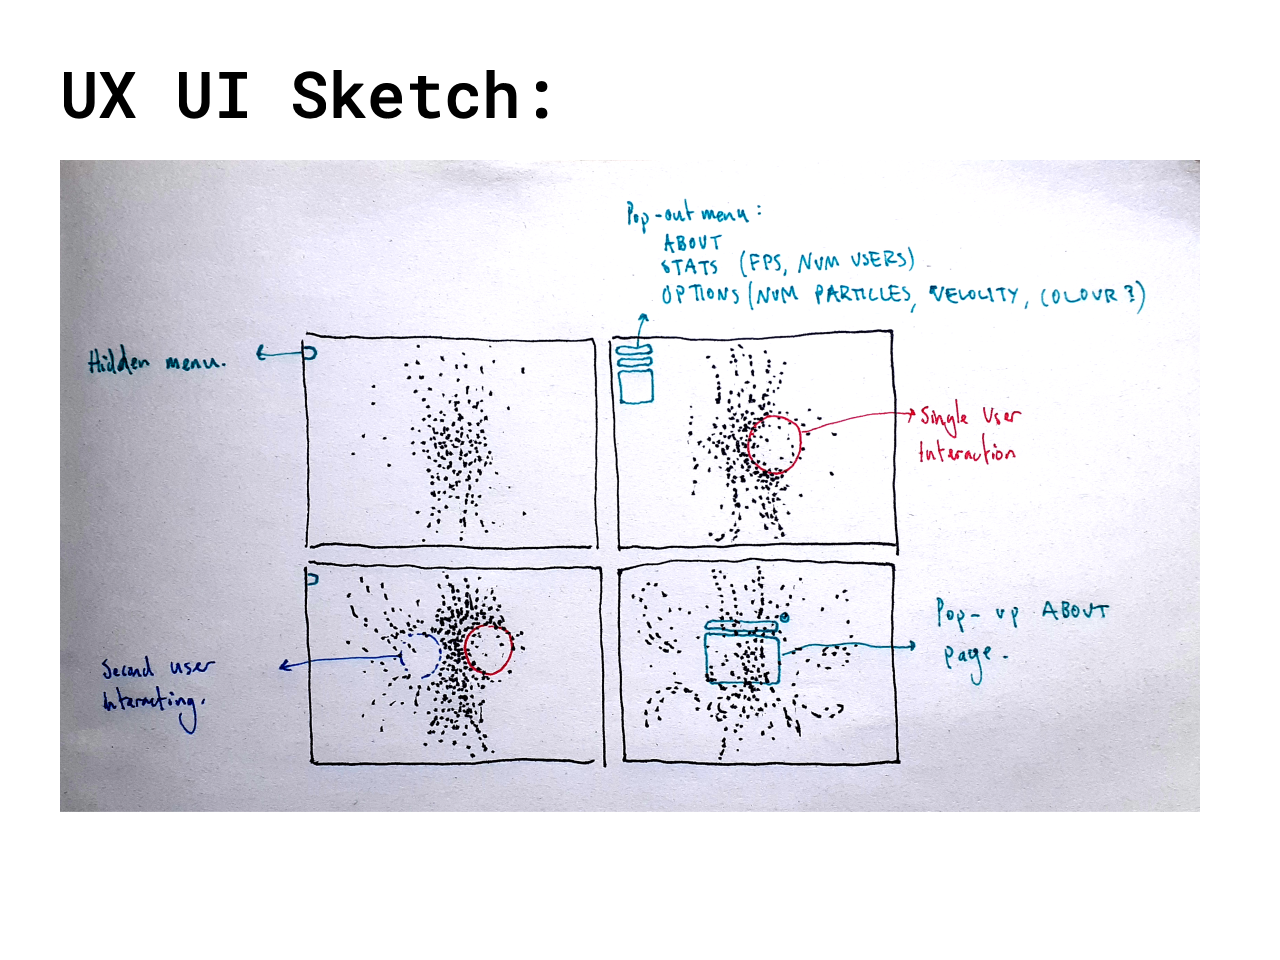 UX UI Sketch:
Pop-out menu:
ABOUT
STATS (FPS, NUM USERS)
OPTIONS (NUM PARTICLES, VELOCITY, COLOUR?)
Hidden menu.
Single User
Interaction
Second user
Interacting.
Pop-up ABOUT
page.